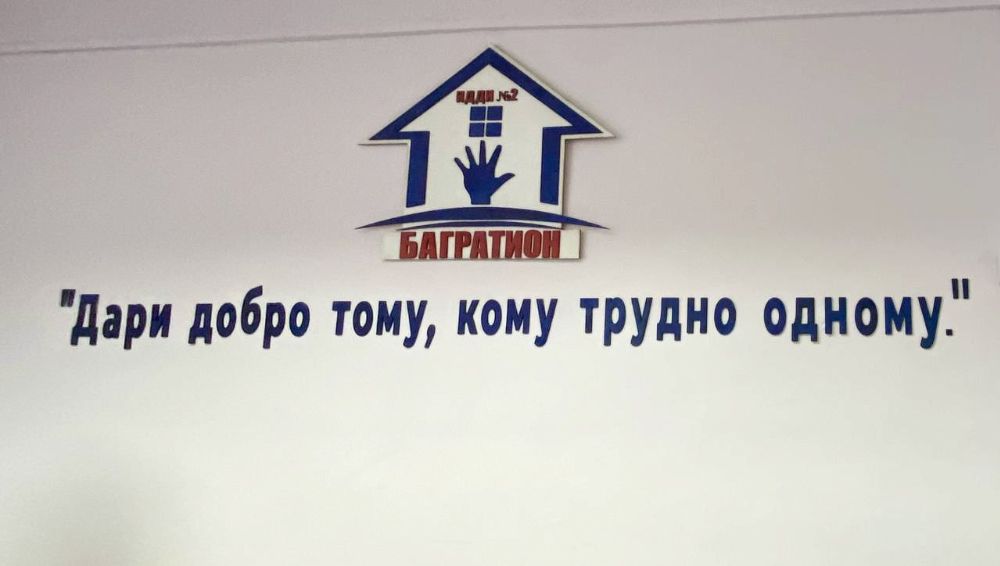 ЦДДИ №2
БАГРАТИОН
"Дари добро тому, кому трудно одному."